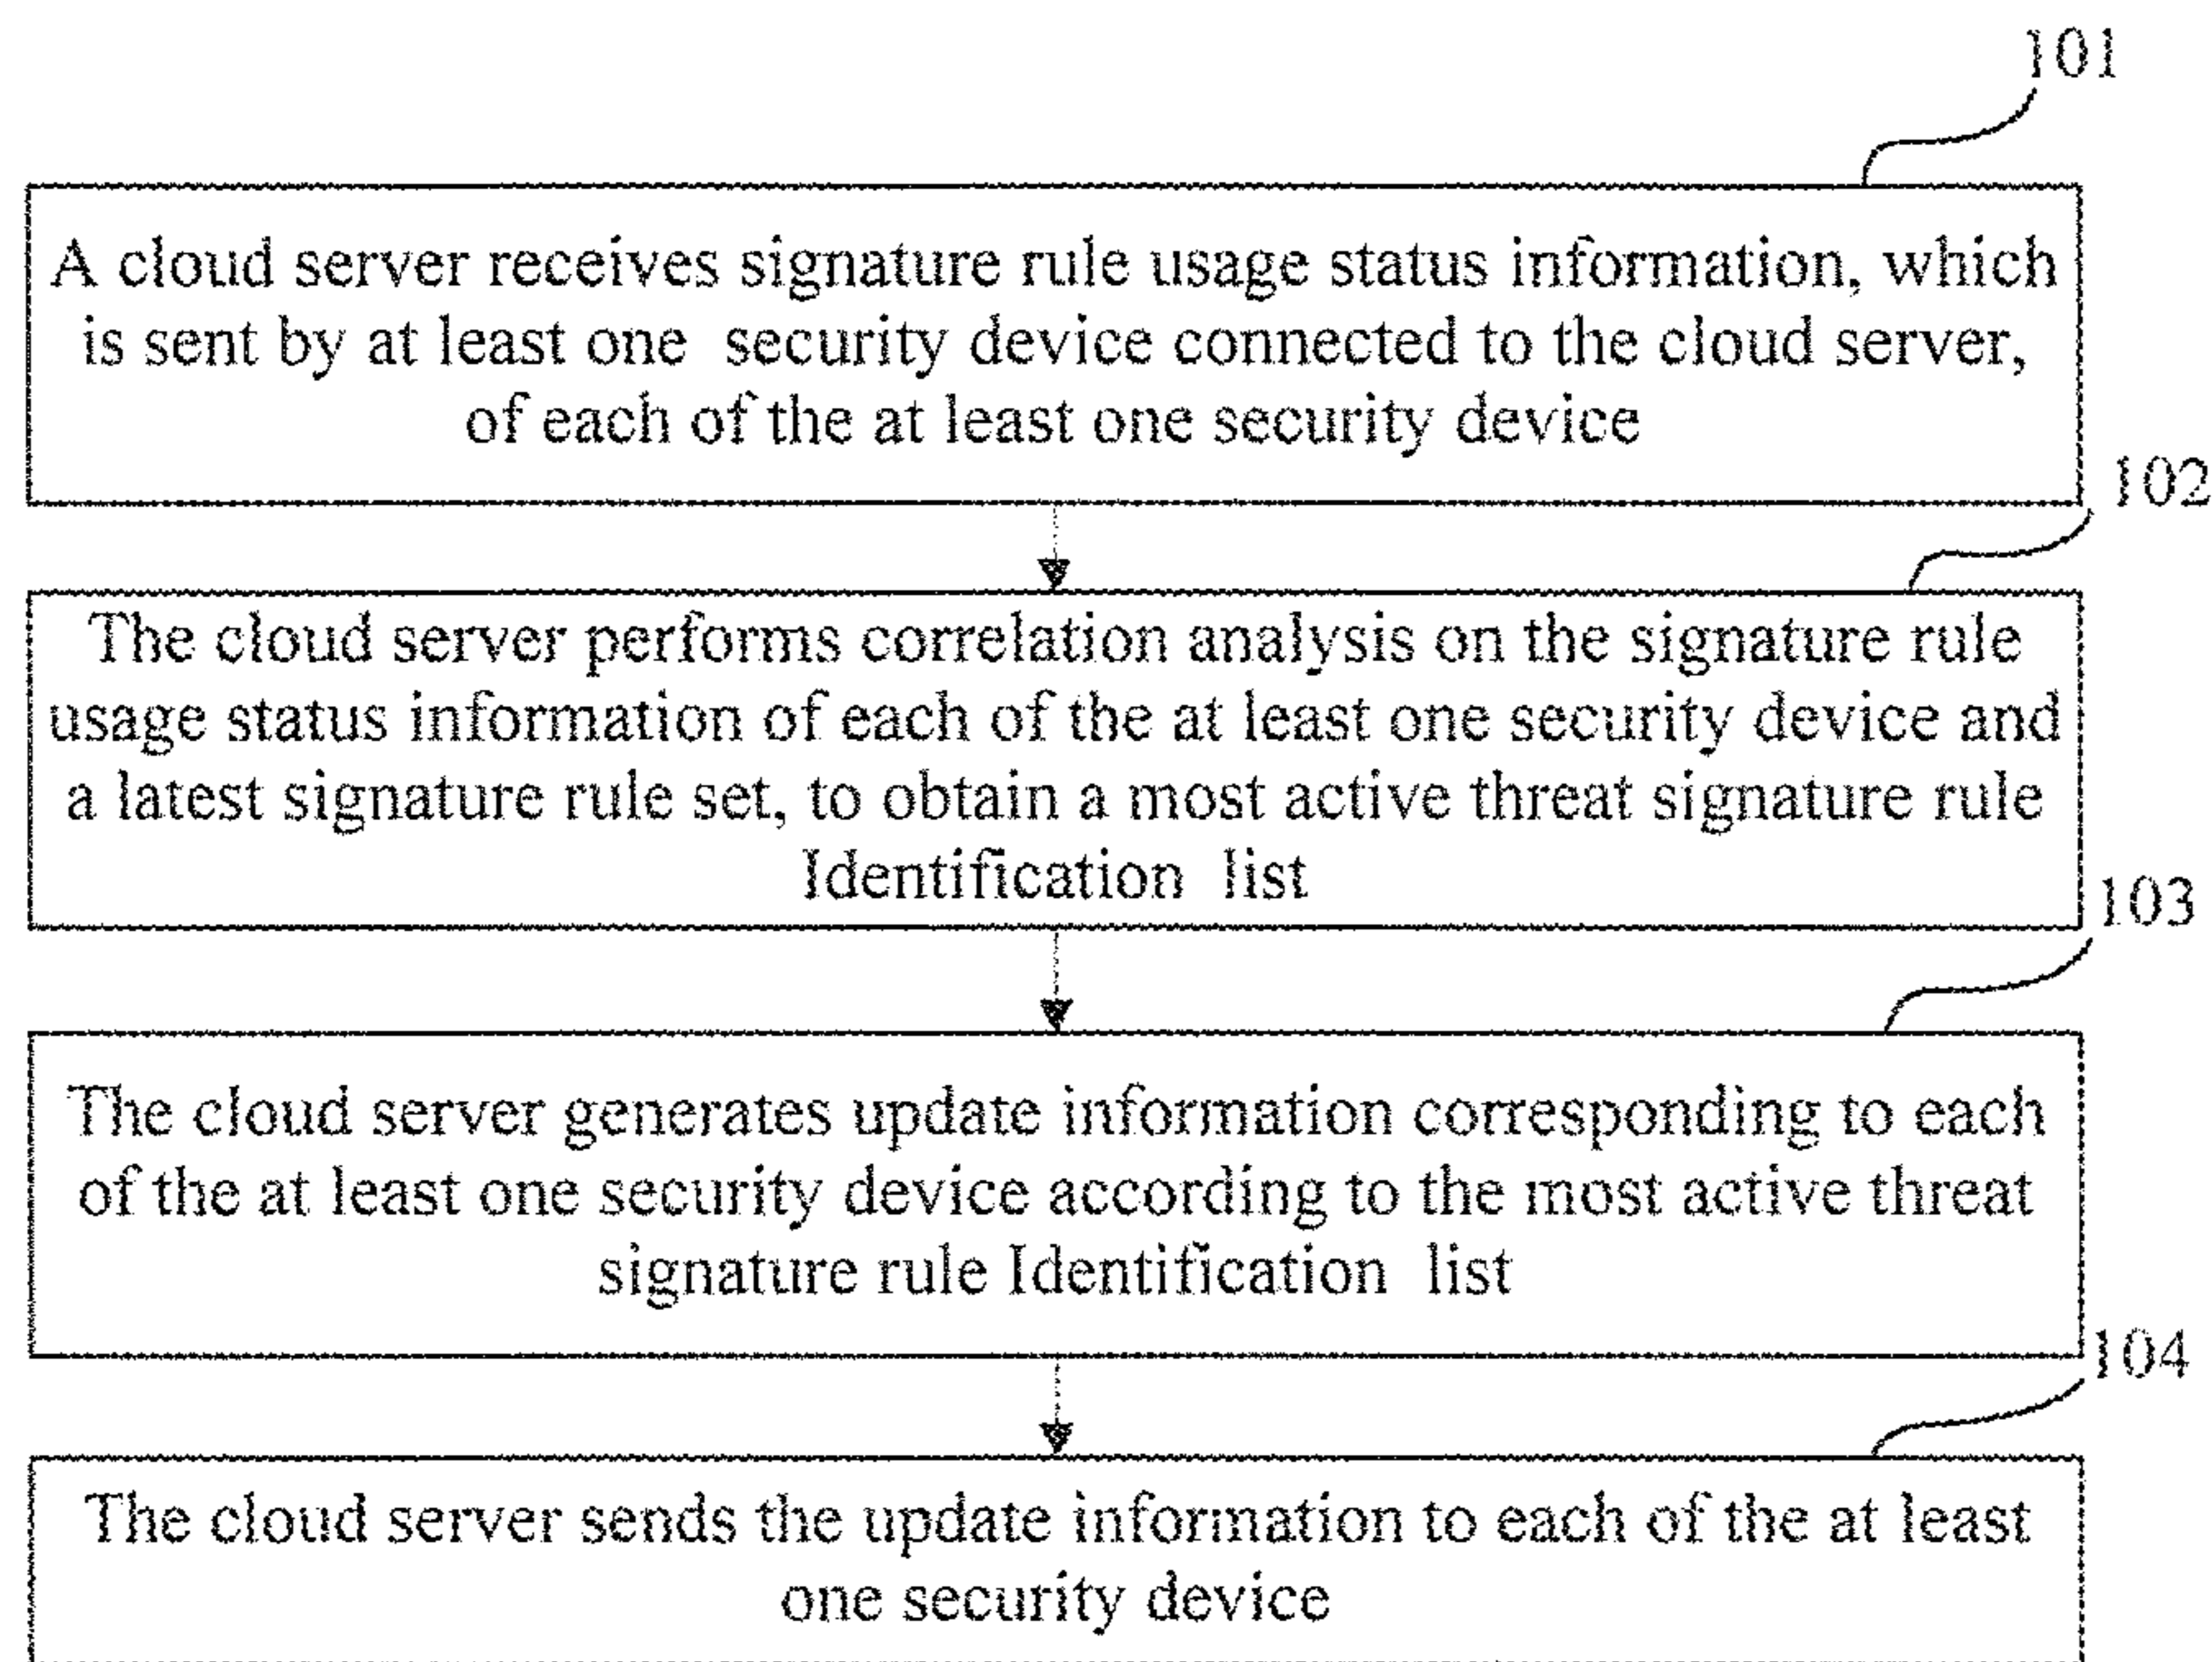 101
A cloud server receives signature rule usage status information, which
is sent by at least one security device connected to the cloud server,
of each of the at least one security device
102
The cloud server performs correlation analysis on the signature rule
usage status information of each of the at least one security device and
a latest signature rule set, to obtain a most active threat signature rule
Identification list
103
The cloud server generates update information corresponding to each
of the at least one security device according to the most active threat
signature rule Identification list
104
The cloud server sends the update information to each of the at least
one security device